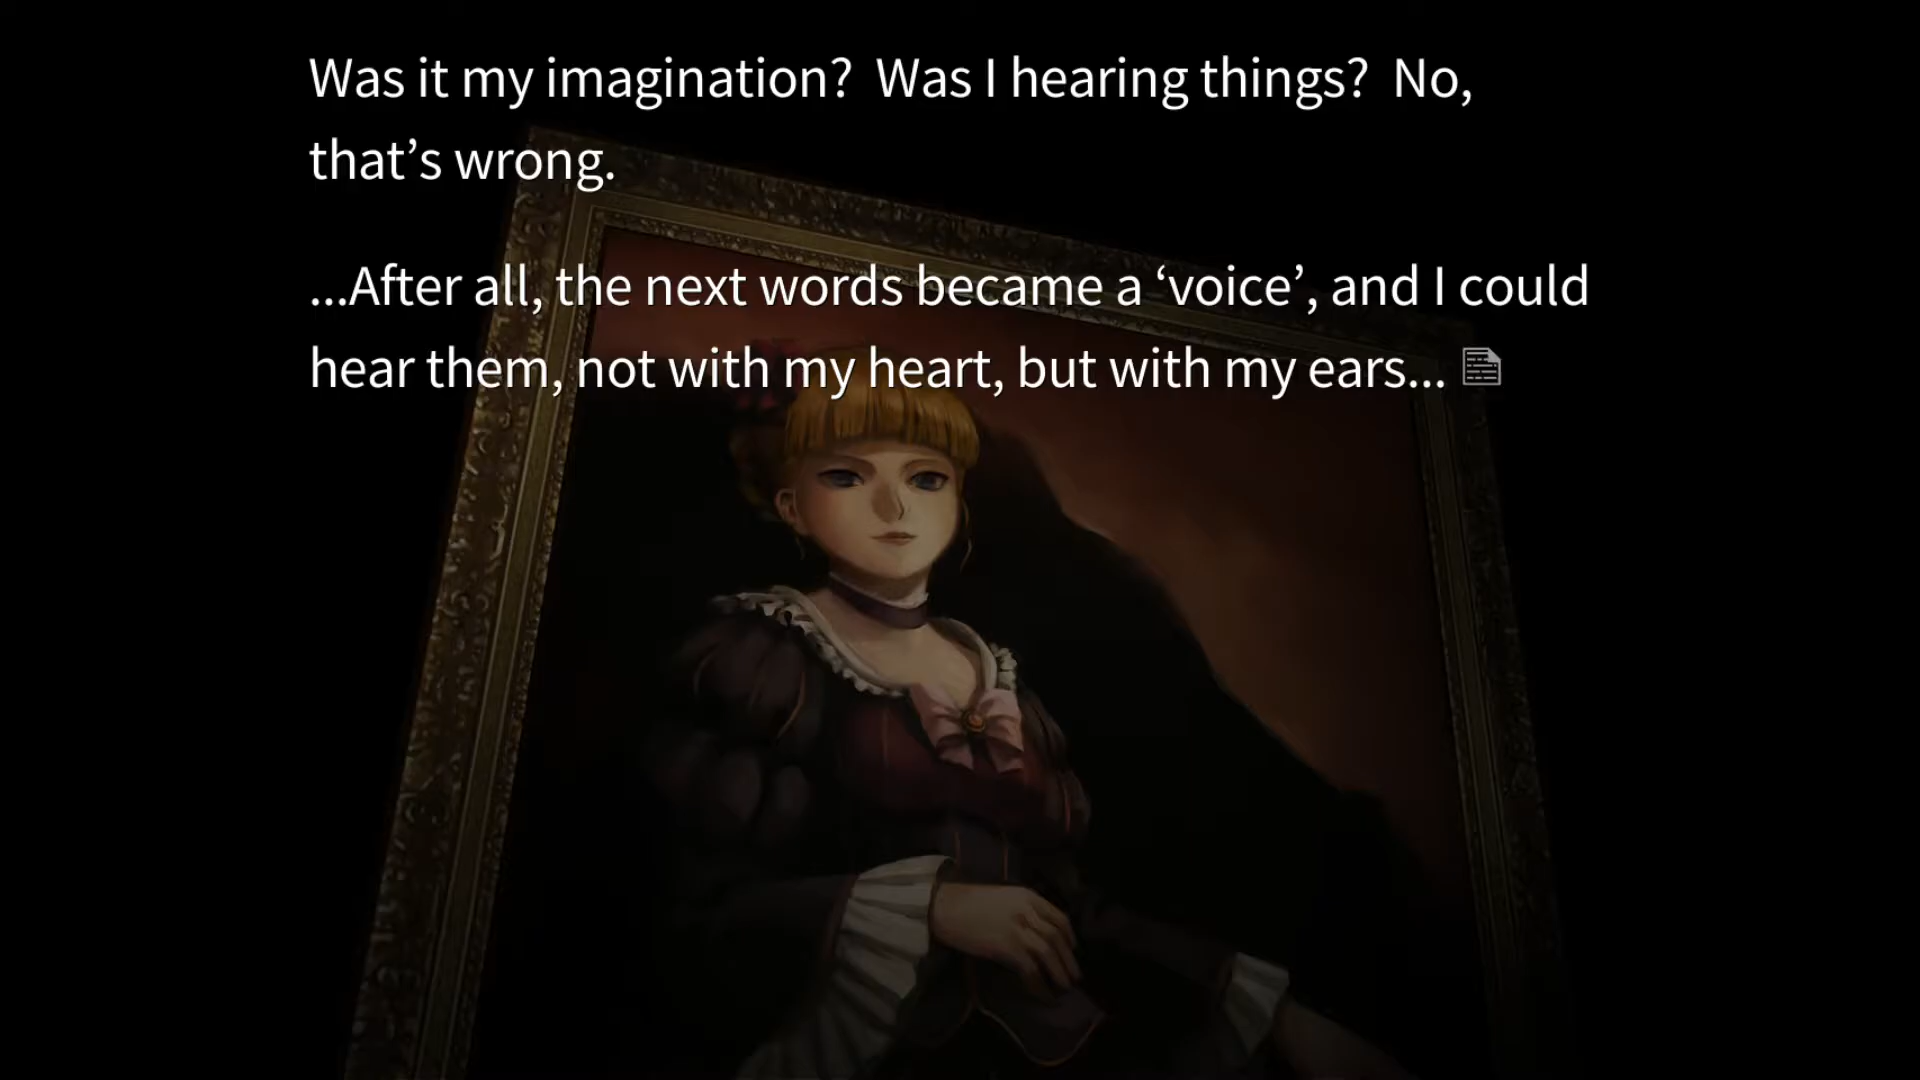 Was it my imagination?  Was I hearing things?  No,
that’s wrong.
...After all, the next words became a ‘voice’, and I could
hear them, not with my heart, but with my ears...